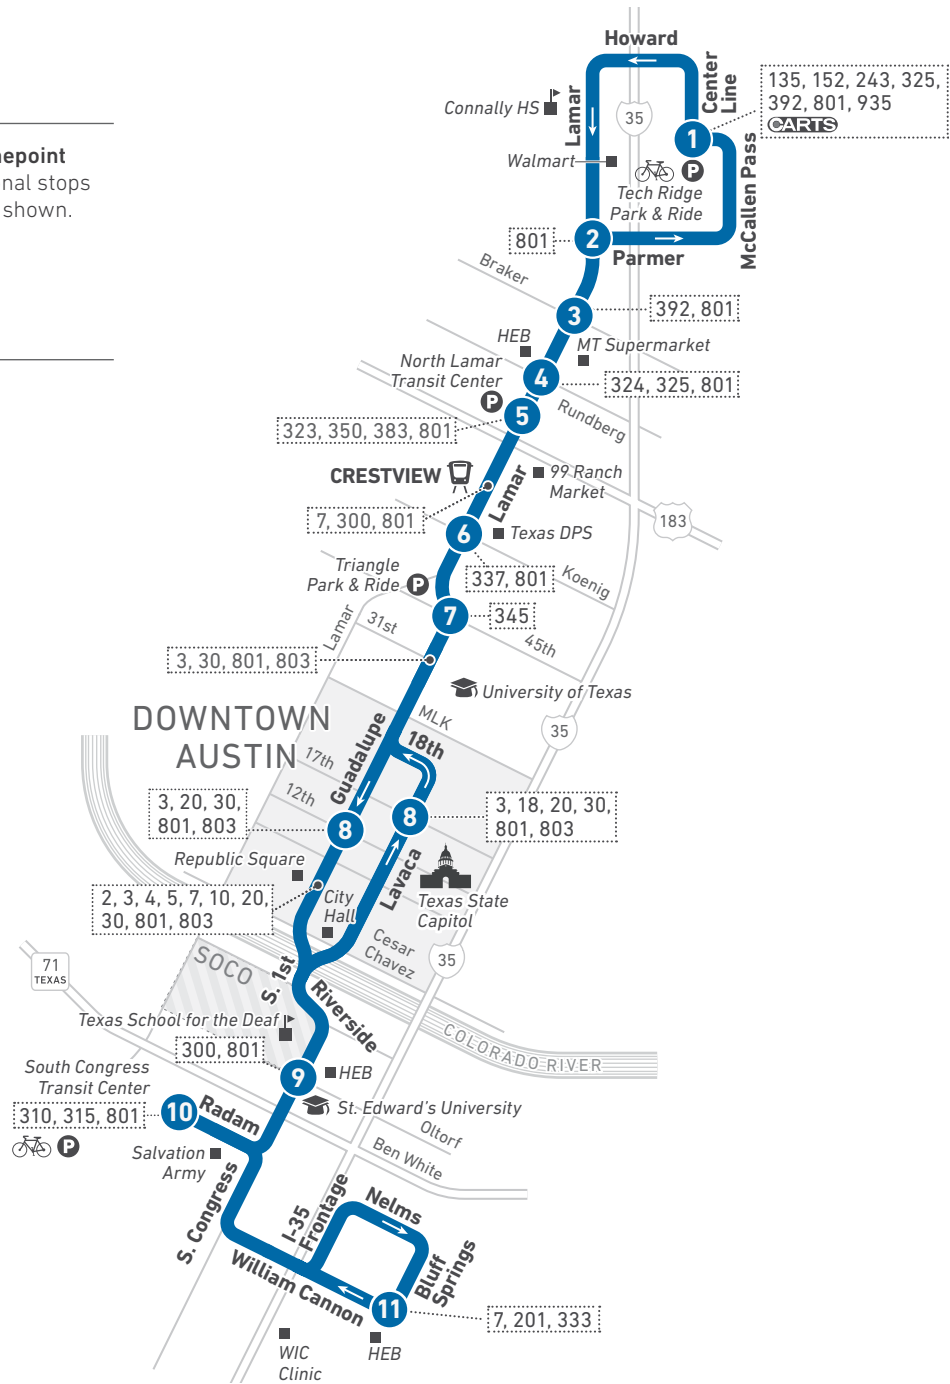 Howard
Center
Line
135, 152, 243, 325,
392, 801, 935
CARTS
Connally HS
Lamar
35
1
nepoint
nal stops
shown.
Walmart
P
Tech Ridge
Park & Ride
McCallen Pass
801
2
Parmer
Braker
3
392, 801
HEB
MT Supermarket
North Lamar
Transit Center
4
324, 325, 801
P
5
Rundberg
323, 350, 383, 801
CRESTVIEW
Lamar
99 Ranch
Market
7, 300, 801
183
6
Texas DPS
Triangle
Park & Ride
P
337, 801
Koenig
7
345
Lamar
31st
45th
3, 30, 801, 803
University of Texas
DOWNTOWN
AUSTIN
MLK
35
Guadalupe
18th
17th
12th
3, 20, 30,
801, 803
8
8
3, 18, 20, 30,
801, 803
Republic Square
Lavaca
2, 3, 4, 5, 7, 10, 20,
30, 801, 803
City
Hall
Texas State
Capitol
Cesar
Chavez
35
71
TEXAS
SOCO
S. 1st
Riverside
Texas School for the Deaf
COLORADO RIVER
300, 801
South Congress
Transit Center
9
HEB
310, 315, 801
10
Radam
St. Edward's University
Oltorf
P
Salvation
Army
Ben White
S. Congress
I-35
Frontage
Nelms
Bluff
Springs
William Cannon
11
7, 201, 333
WIC
Clinic
HEB